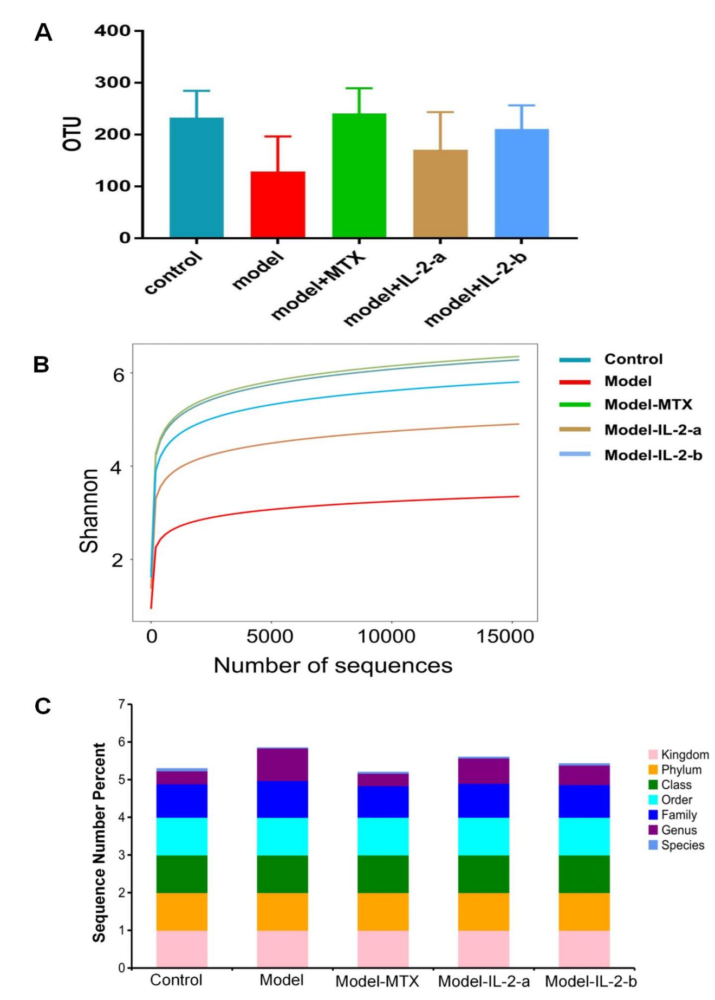 A
400
300
200
100
0
OTU
control
model
model+MTX
model+IL-2-a
model+IL-2-b
B
6
4
2
Shannon
0 5000 10000 15000
Number of sequences
Control
Model
Model-MTX
Model-IL-2-a
Model-IL-2-b
C
7
6
5
4
3
2
1
0
Sequence Number Percent
Control Model Model-MTX Model-IL-2-a Model-IL-2-b
Kingdom
Phylum
Class
Order
Family
Genus
Species